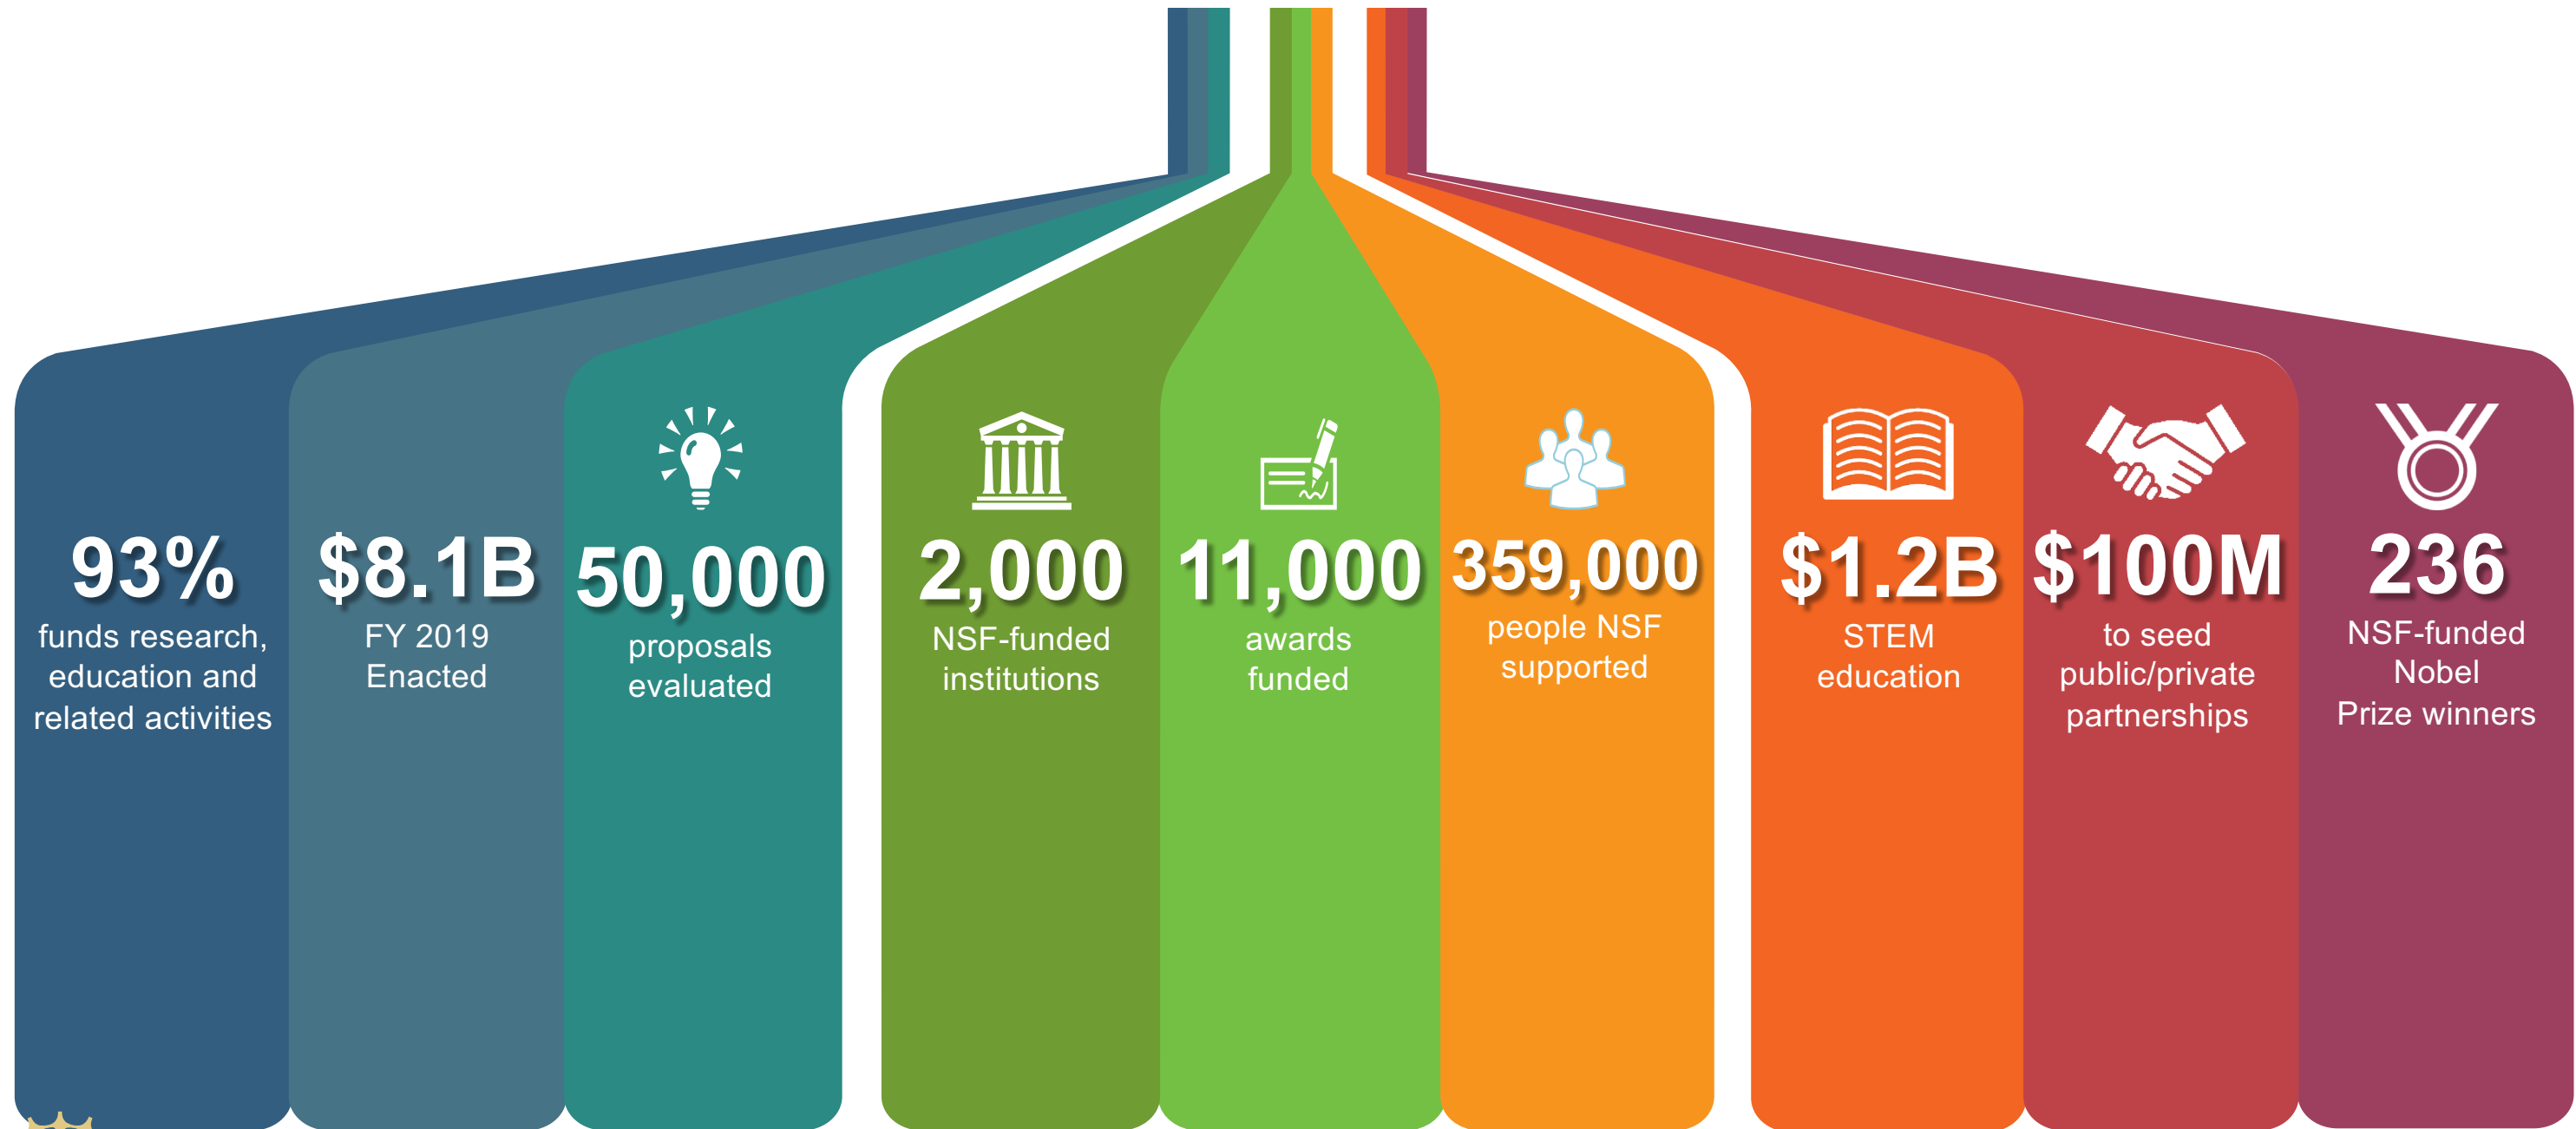 93%
funds research,
education and
related activities
$8.1B
FY 2019
Enacted
50,000
proposals
evaluated
2,000
NSF-funded
institutions
11,000
awards
funded
359,000
people NSF
supported
$1.2B
STEM
education
$100M
to seed
public/private
partnerships
236
NSF-funded
Nobel
Prize winners